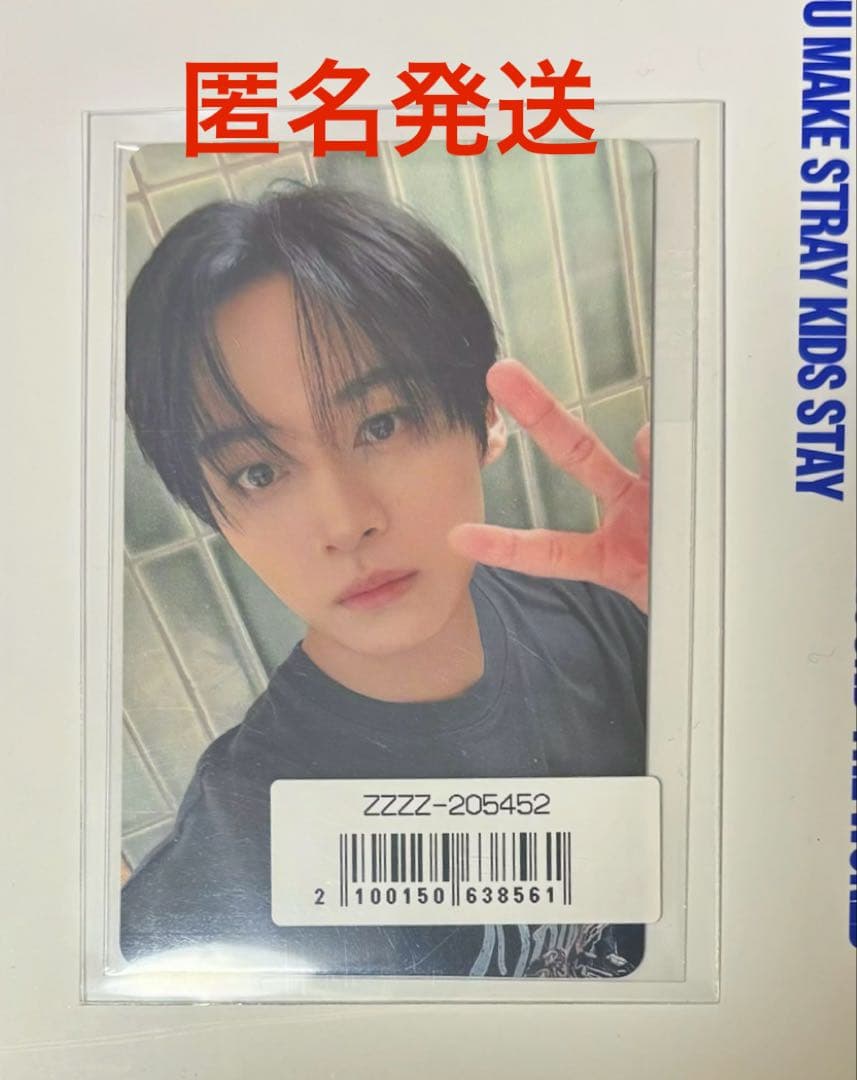 匿名発送
U MAKE STRAY KIDS STAY
ZZZZ-205452
2 100150 638561